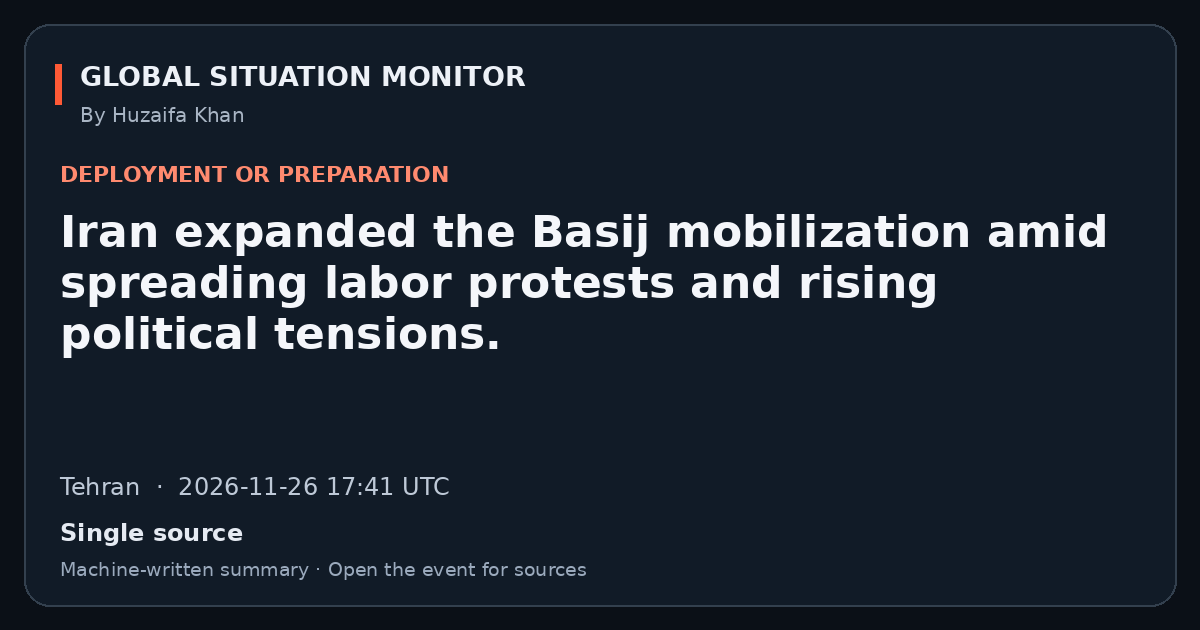 GLOBAL SITUATION MONITOR
By Huzaifa Khan
DEPLOYMENT OR PREPARATION
Iran expanded the Basij mobilization amid
spreading labor protests and rising
political tensions.
Tehran · 2026-11-26 17:41 UTC
Single source
Machine-written summary · Open the event for sources